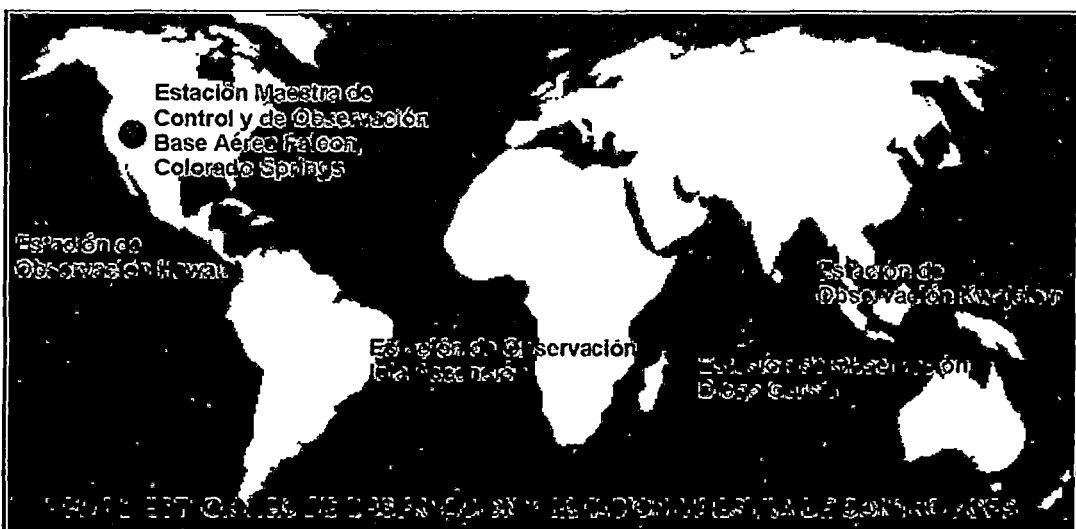 Estación Maestra de
Control y de Observación
Base Aérea Falcon,
Colorado Springs
Estación de
Observación Hawaii
Estación de
Observación Kwajalein
Estación de Observación
Isla Ascensión
Estación de Observación
Diego García